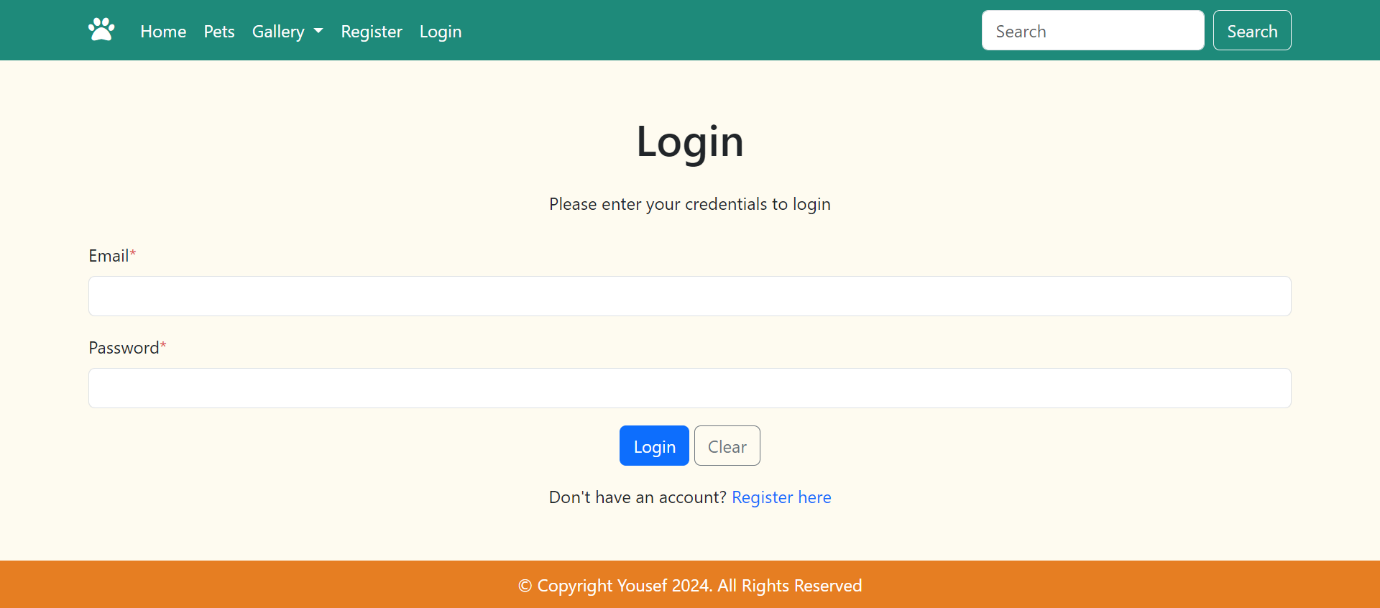 Home Pets Gallery Register Login Search Search
Login
Please enter your credentials to login
Email*
Password*
Login Clear
Don't have an account? Register here
© Copyright Yousef 2024. All Rights Reserved